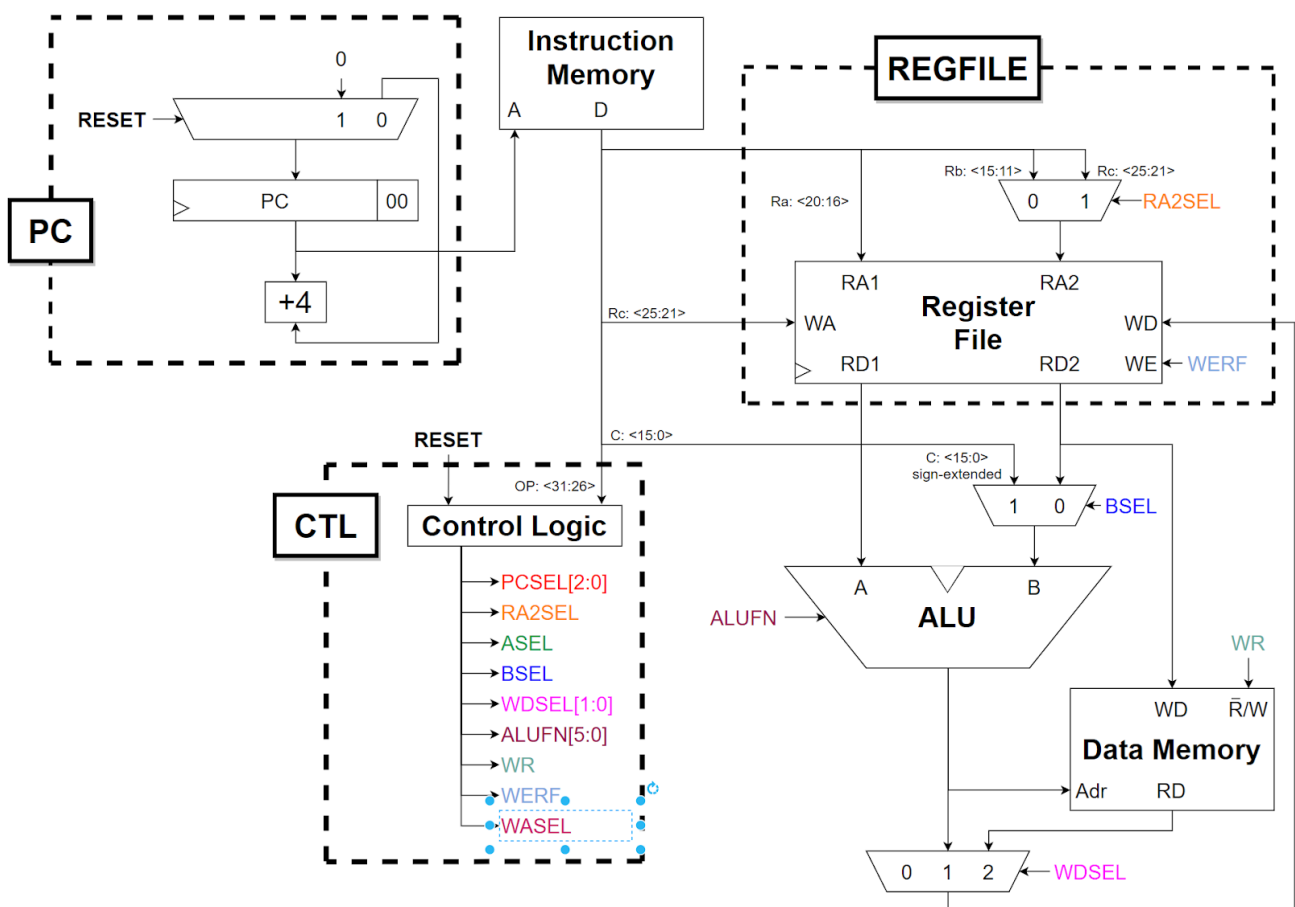 Instruction
Memory
A
D
REGFILE
0
RESET
1
0
PC
00
PC
+4
Rb: <15:11>
Rc: <25:21>
0
1
RA2SEL
Ra: <20:16>
RA1
RA2
Register
File
Rc: <25:21>
WA
WD
RD1
RD2
WE
WERF
RESET
C: <15:0>
C: <15:0>
sign-extended
OP: <31:26>
1
0
BSEL
CTL
Control Logic
PCSEL[2:0]
RA2SEL
ASEL
BSEL
WDSEL[1:0]
ALUFN[5:0]
WR
WERF
WASEL
A
B
ALUFN
ALU
WR
WD
R̄/W
Data Memory
Adr
RD
0
1
2
WDSEL